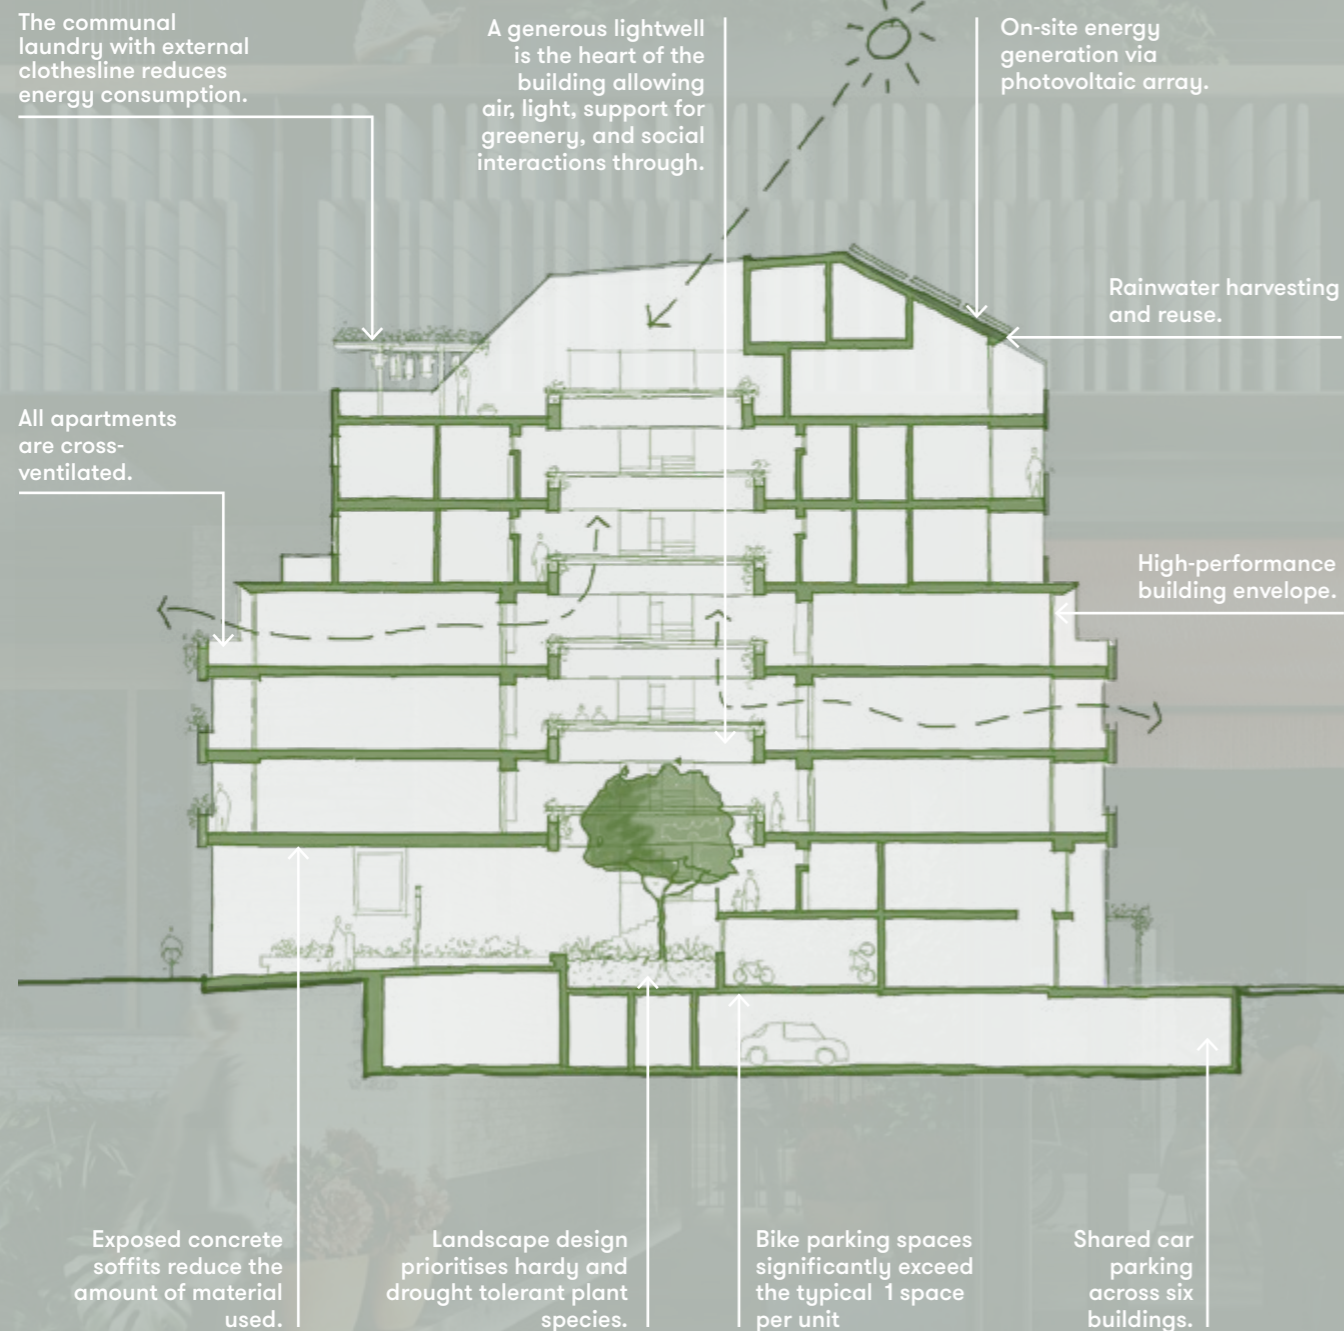 The communal
laundry with external
clothesline reduces
energy consumption.
A generous lightwell
is the heart of the
building allowing
air, light, support for
greenery, and social
interactions through.
On-site energy
generation via
photovoltaic array.
Rainwater harvesting
and reuse.
All apartments
are cross-
ventilated.
High-performance
building envelope.
Exposed concrete
soffits reduce the
amount of material
used.
Landscape design
prioritises hardy and
drought tolerant plant
species.
Bike parking spaces
significantly exceed
the typical 1 space
per unit
Shared car
parking
across six
buildings.